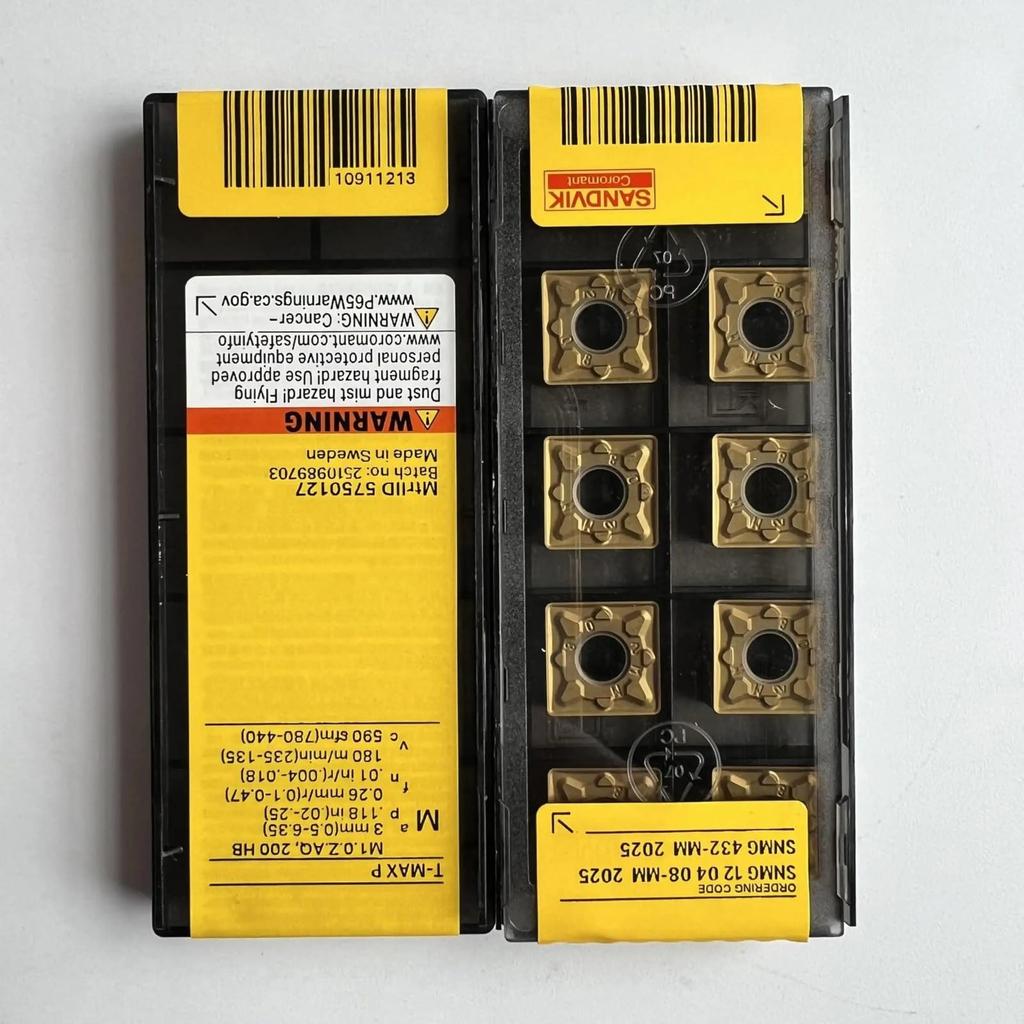 10911213
T-MAX P
M1.0.Z.AQ, 200 HB
M
a p 3 mm(0.5-6.35)
.118 in(.02-.25)
f n 0.26 mm/r(0.1-0.47)
.01 in/r(.004-.018)
v c 180 m/min(235-135)
590 sfm(780-440)
MtrlID 5750127
Batch no: 2510989703
Made in Sweden
WARNING
Dust and mist hazard! Flying
fragment hazard! Use approved
personal protective equipment
www.coromant.com/safetyinfo
WARNING: Cancer-
www.P65Warnings.ca.gov
ORDERING CODE
SNMG 12 04 08-MM 2025
SNMG 432-MM 2025
SANDVIK
Coromant
07
PC
07
PC